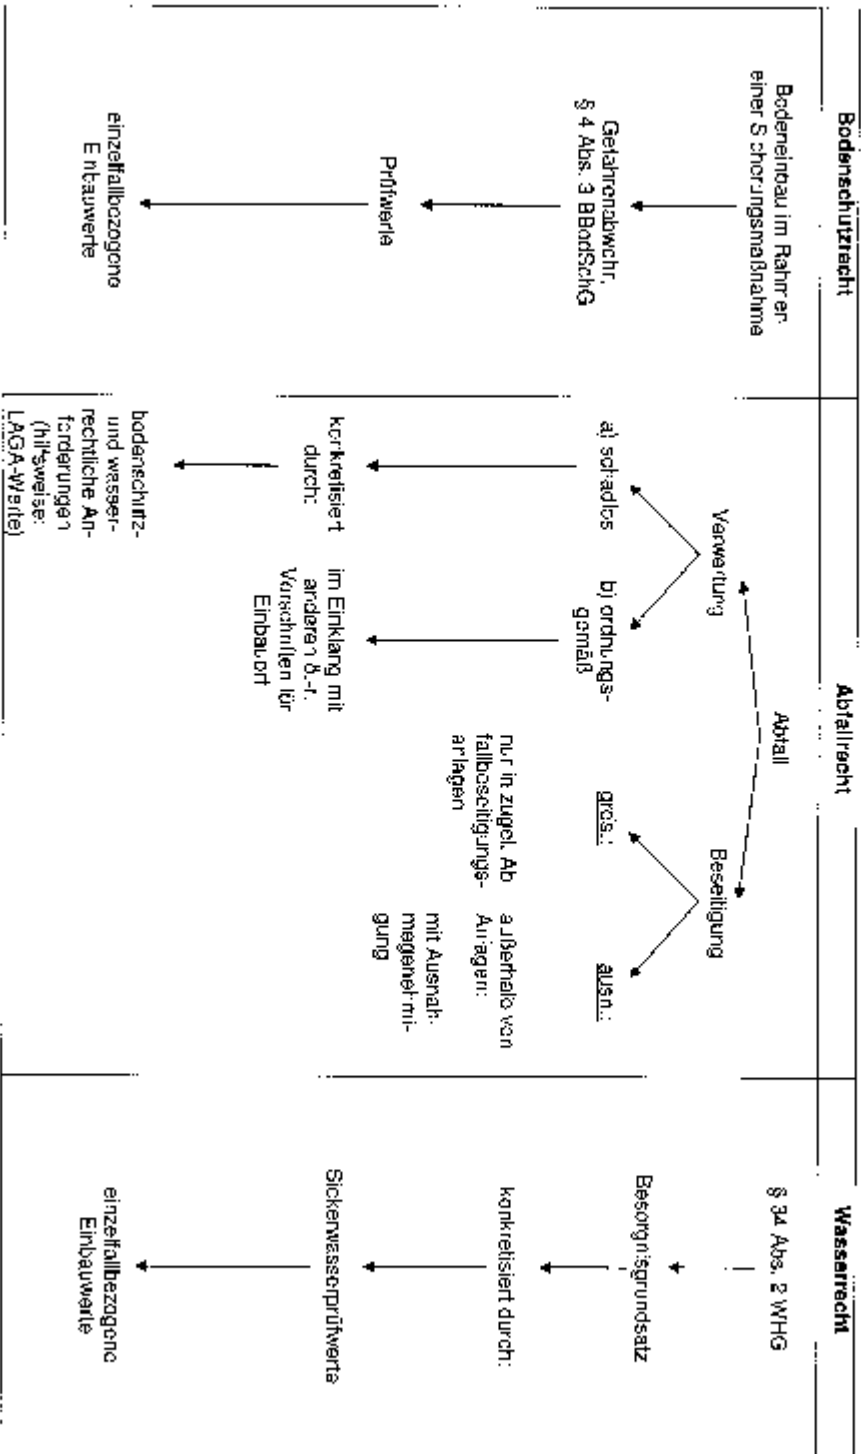 Bodenschutzrecht
Bodeneinbau im Rahmen
einer Sicherungsmaßnahme
Gefahrenabwehr,
§ 4 Abs. 3 BBodSchG
Prüfwerte
einzelfallbezogene
Einbauwerte
Abfallrecht
Abfall
Verwertung
a) schadlos
konkretisiert
durch:
bodenschutz-
und wasser-
rechtliche An-
forderungen
(hilfsweise:
LAGA-Werte)
b) ordnungs-
gemäß
im Einklang mit
anderen ö.-r.
Vorschriften für
Einbauort
Beseitigung
grds.:
nur in zugel. Ab
fallbeseitigungs-
anlagen
ausn.:
außerhalb von
Anlagen:
mit Ausnah-
megenehmi-
gung
Wasserrecht
§ 34 Abs. 2 WHG
Besorgnisgrundsatz
konkretisiert durch:
Sickerwasserprüfwerte
einzelfallbezogene
Einbauwerte